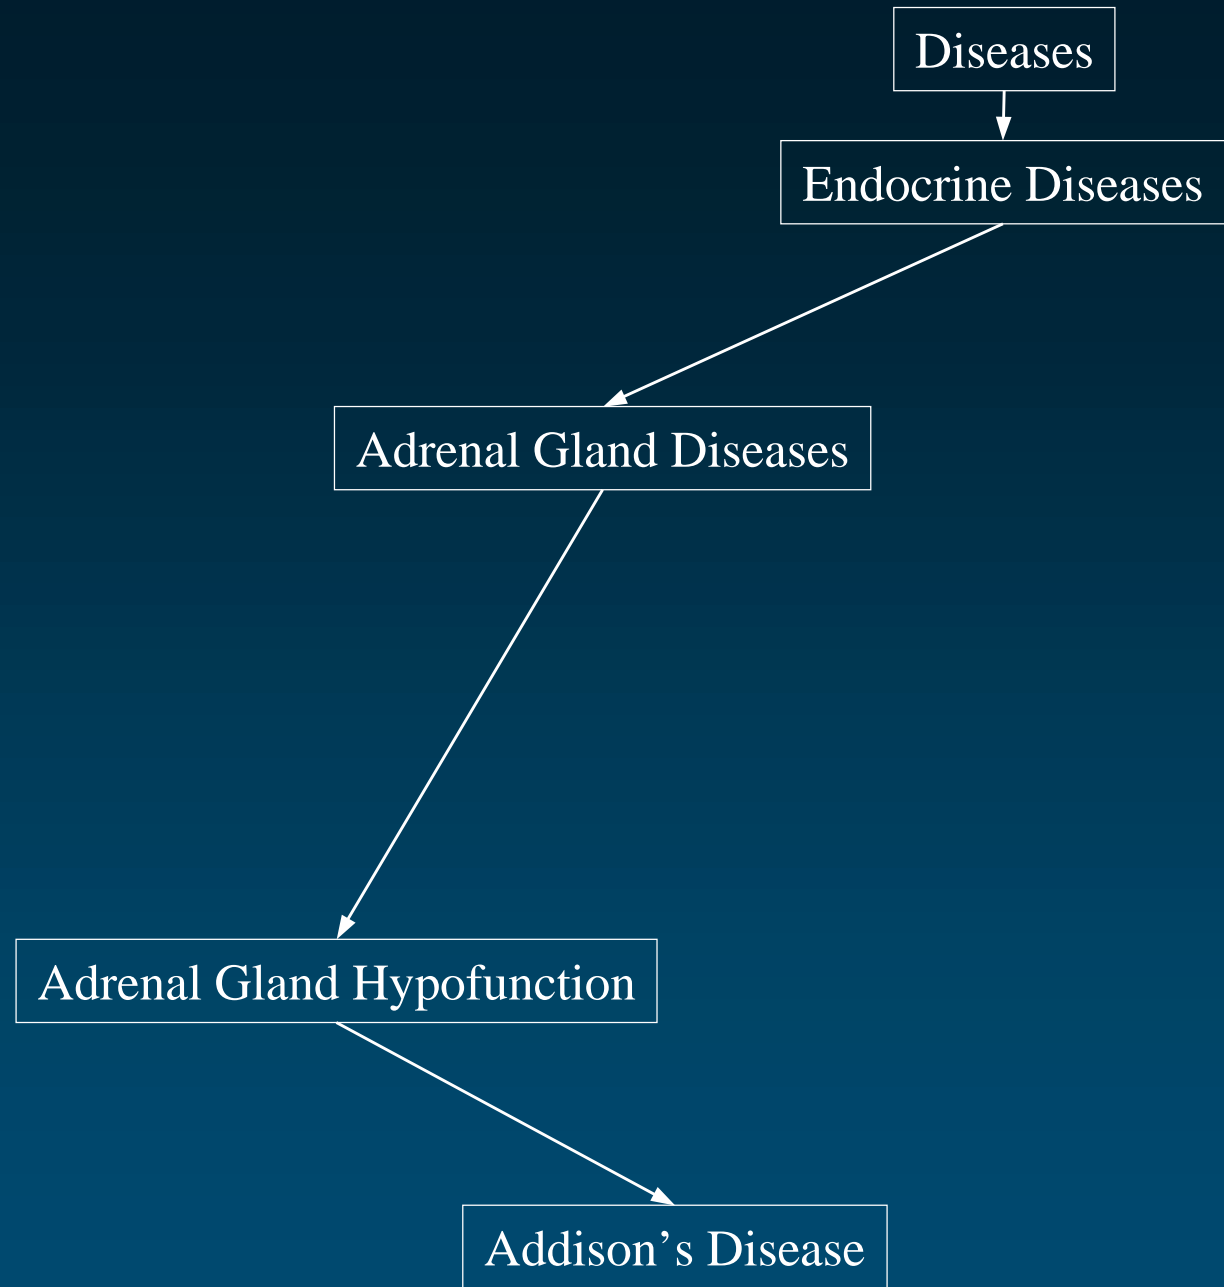 Diseases
Endocrine Diseases
Adrenal Gland Diseases
Adrenal Gland Hypofunction
Addison’s Disease